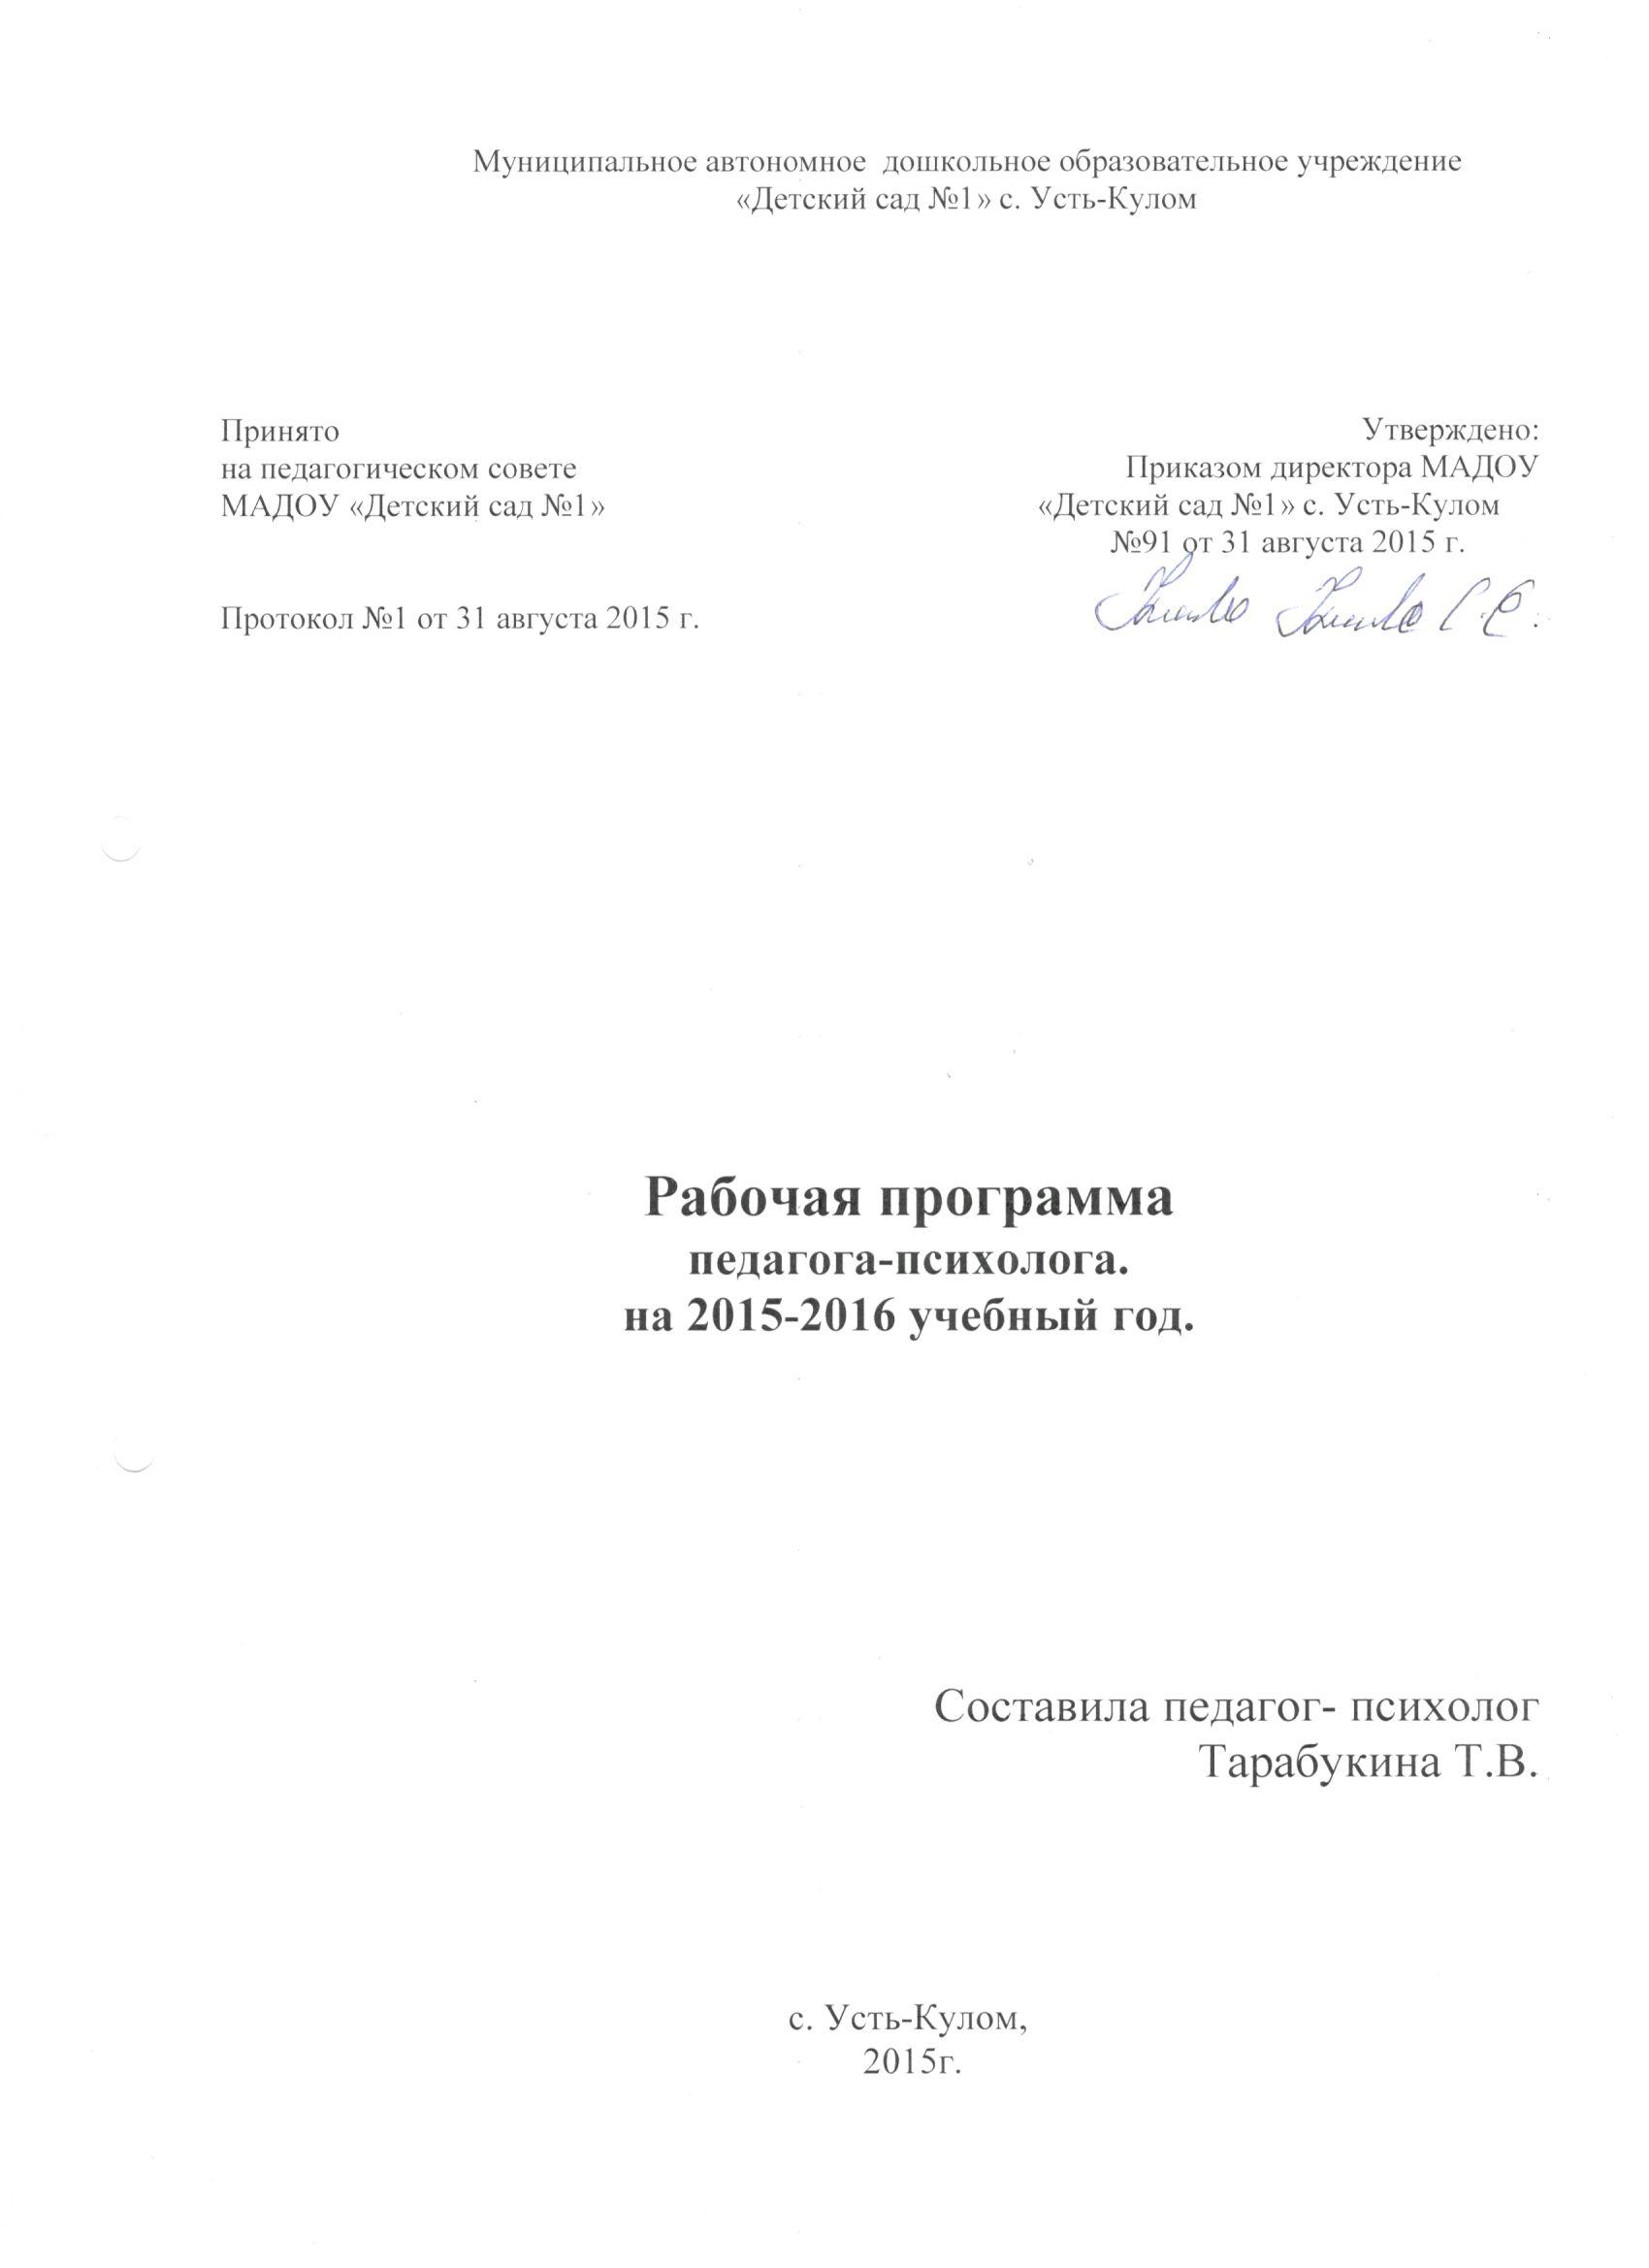 Муниципальное автономное  дошкольное образовательное учреждение
«Детский сад №1» с. Усть-Кулом
Принято
на педагогическом совете
МАДОУ «Детский сад №1»
Протокол №1 от 31 августа 2015 г.
Утверждено:
Приказом директора МАДОУ
«Детский сад №1» с. Усть-Кулом
№91 от 31 августа 2015 г.
Рабочая программа
педагога-психолога.
на 2015-2016 учебный год.
Составила педагог- психолог
Тарабукина Т.В.
с. Усть-Кулом,
2015г.